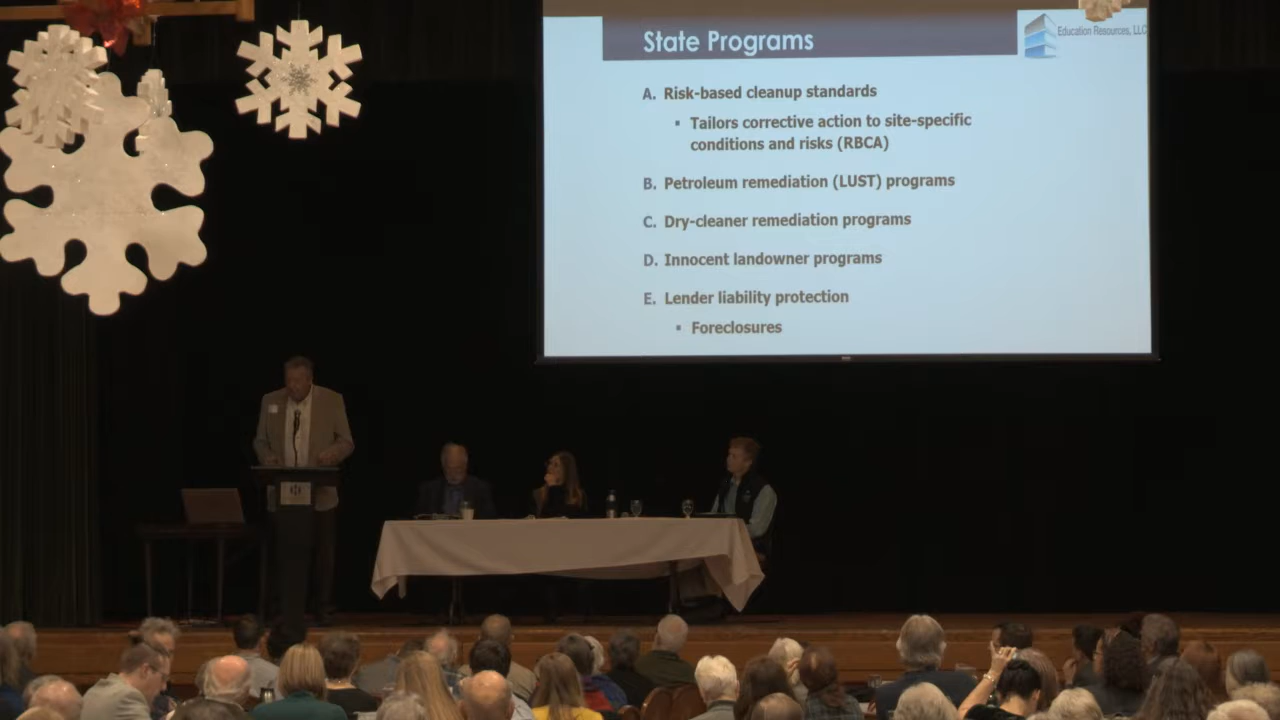 State Programs
Education Resources, LLC
A. Risk-based cleanup standards
▪ Tailors corrective action to site-specific
conditions and risks (RBCA)
B. Petroleum remediation (LUST) programs
C. Dry-cleaner remediation programs
D. Innocent landowner programs
E. Lender liability protection
▪ Foreclosures